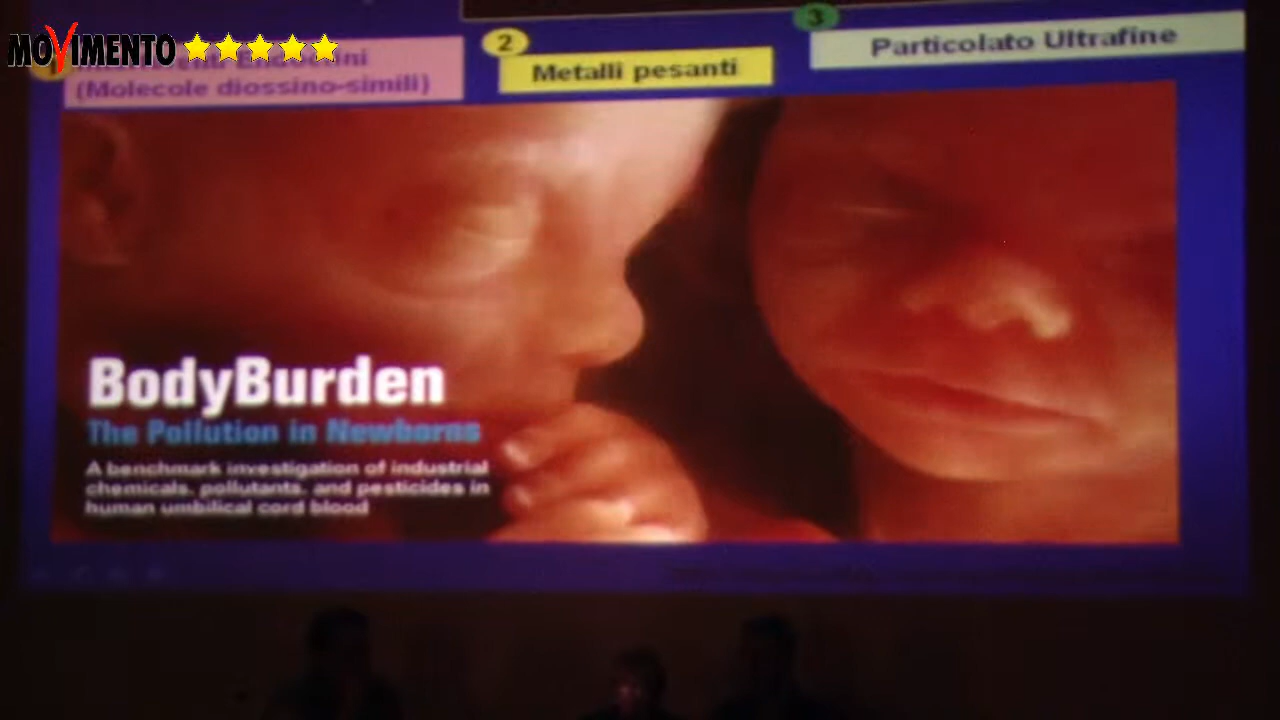 MOVIMENTO
(Molecole diossino-simili)
2
Metalli pesanti
3
Particolato Ultrafine
BodyBurden
The Pollution in Newborns
A benchmark investigation of industrial
chemicals, pollutants, and pesticides in
human umbilical cord blood